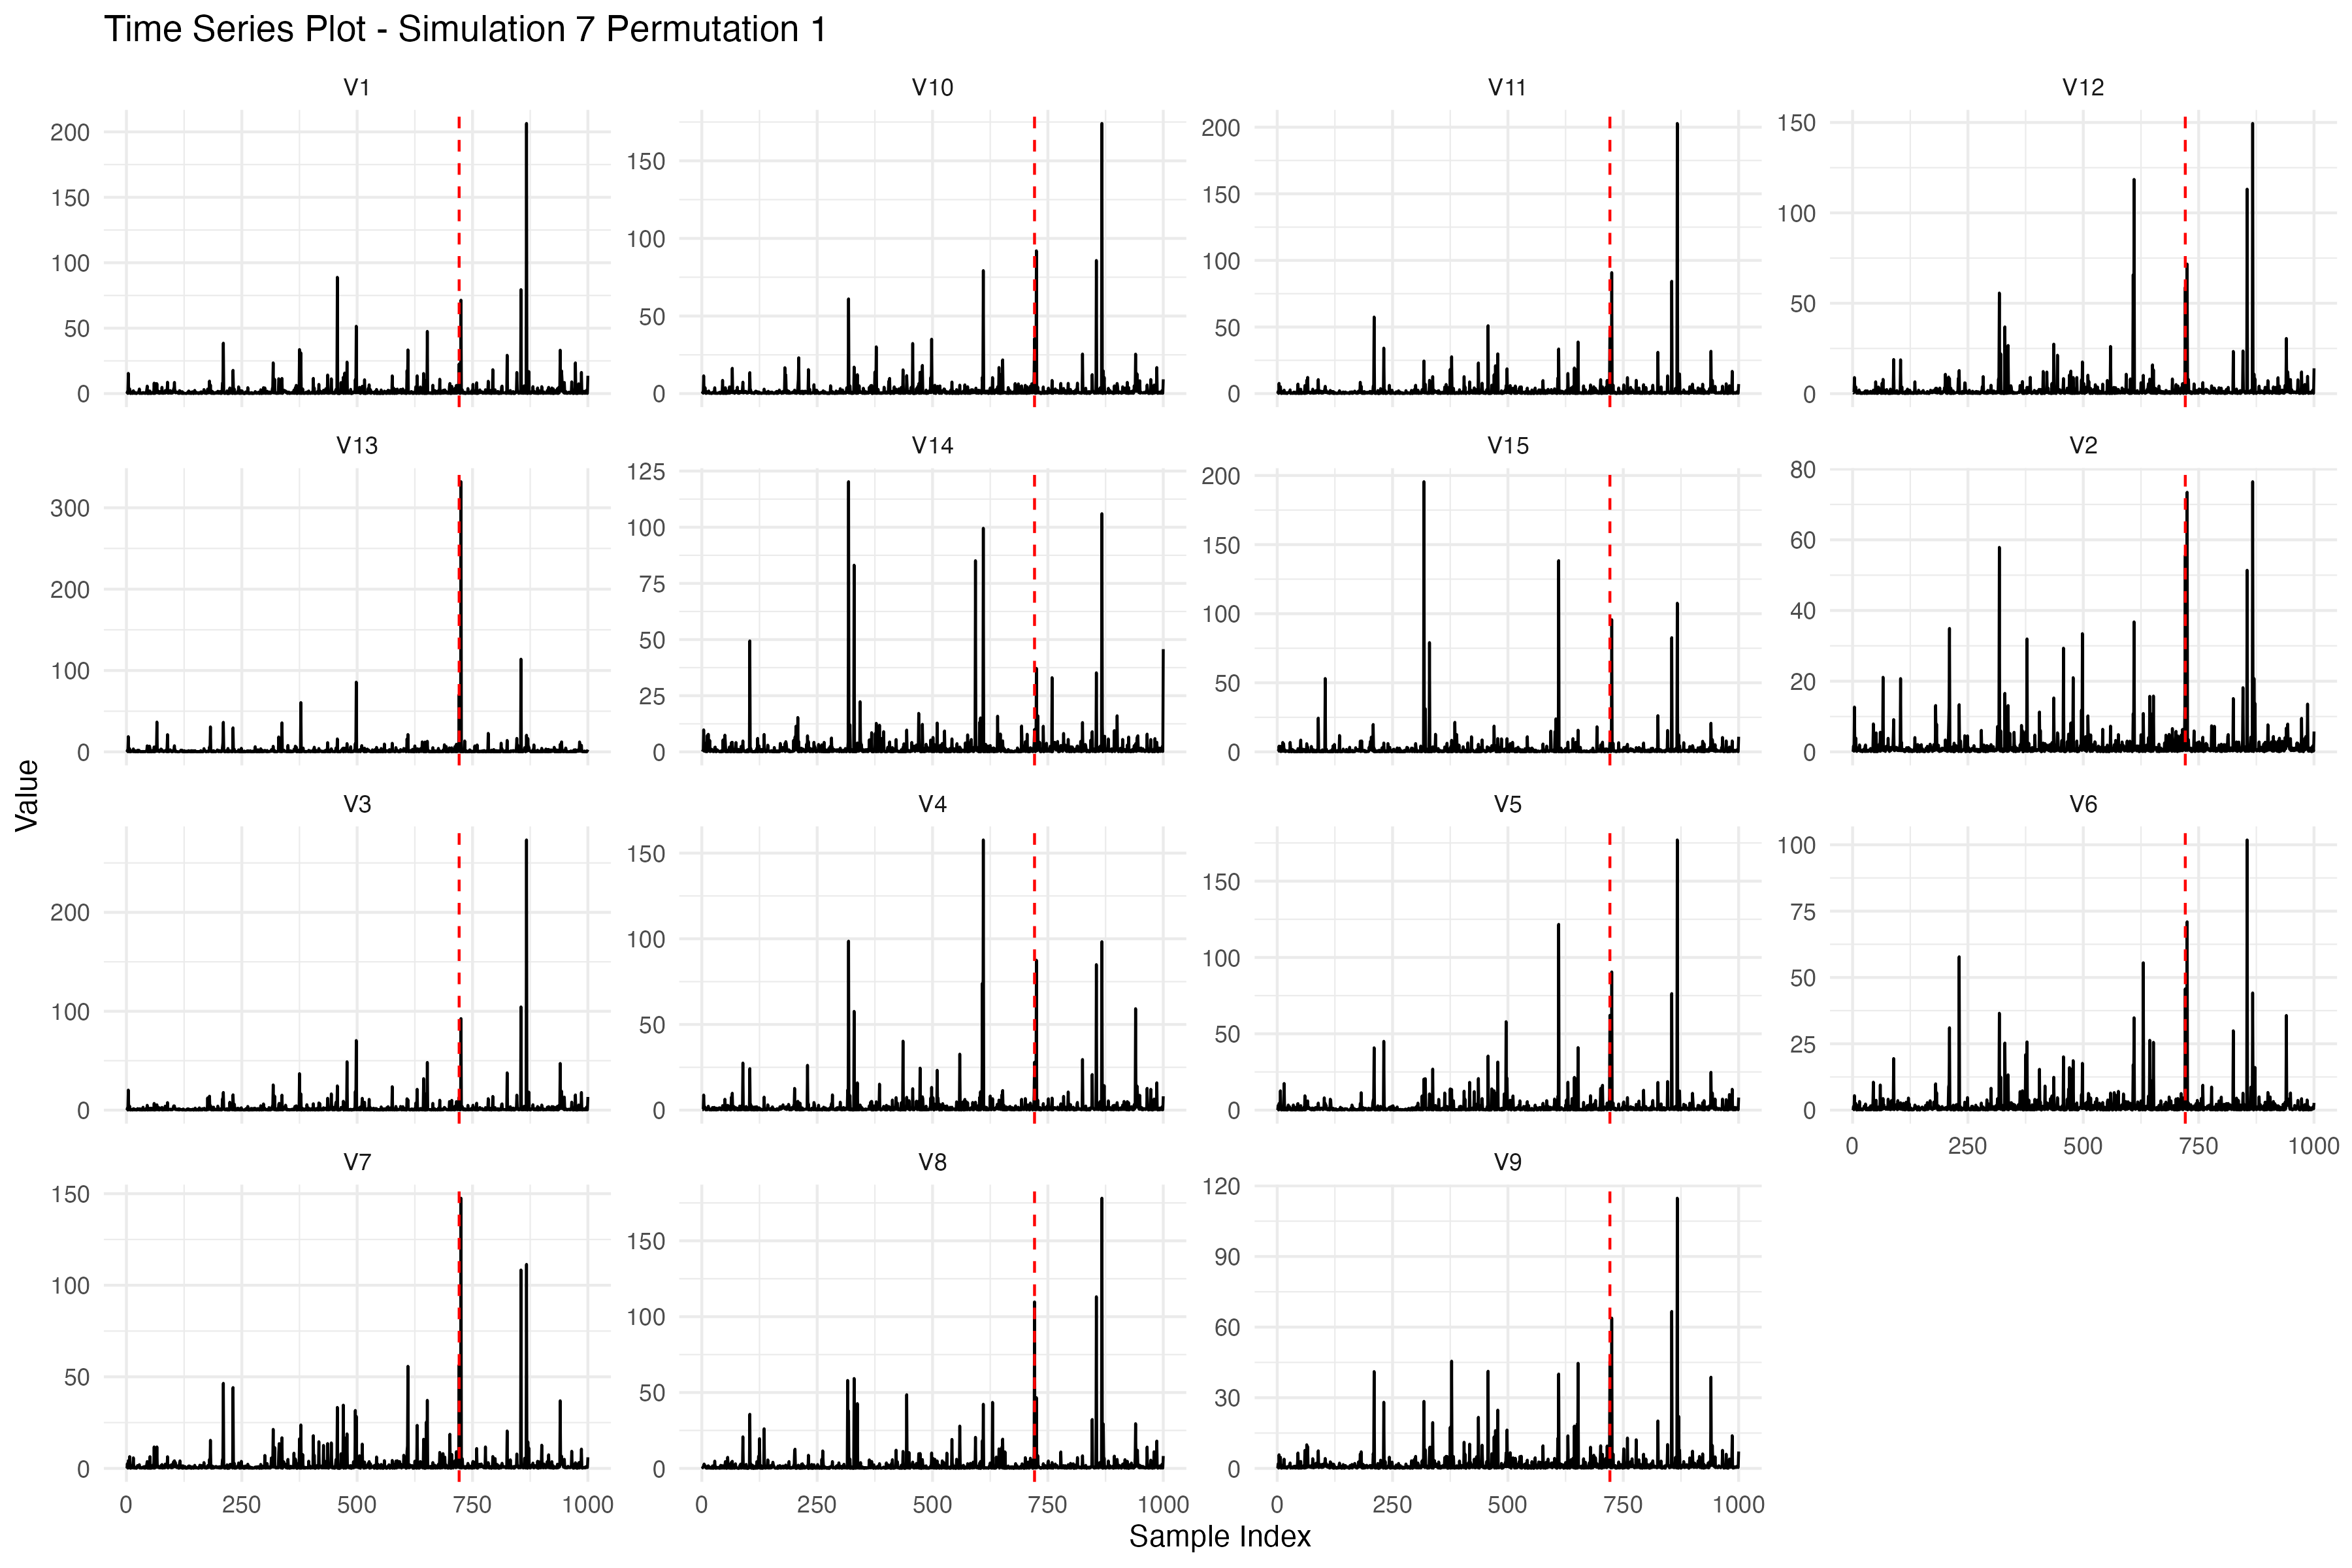 Time Series Plot - Simulation 7 Permutation 1
V1 V10 V11 V12
200 150 100 50 0
150 100 50 0
200 150 100 50 0
150 100 50 0
V13 V14 V15 V2
300 200 100 0
125 100 75 50 25 0
200 150 100 50 0
80 60 40 20 0
Value
V3 V4 V5 V6
200 100 0
150 100 50 0
150 100 50 0
100 75 50 25 0
0 250 500 750 1000
V7 V8 V9
150 100 50 0
150 100 50 0
120 90 60 30 0
0 250 500 750 1000 0 250 500 750 1000 0 250 500 750 1000
Sample Index